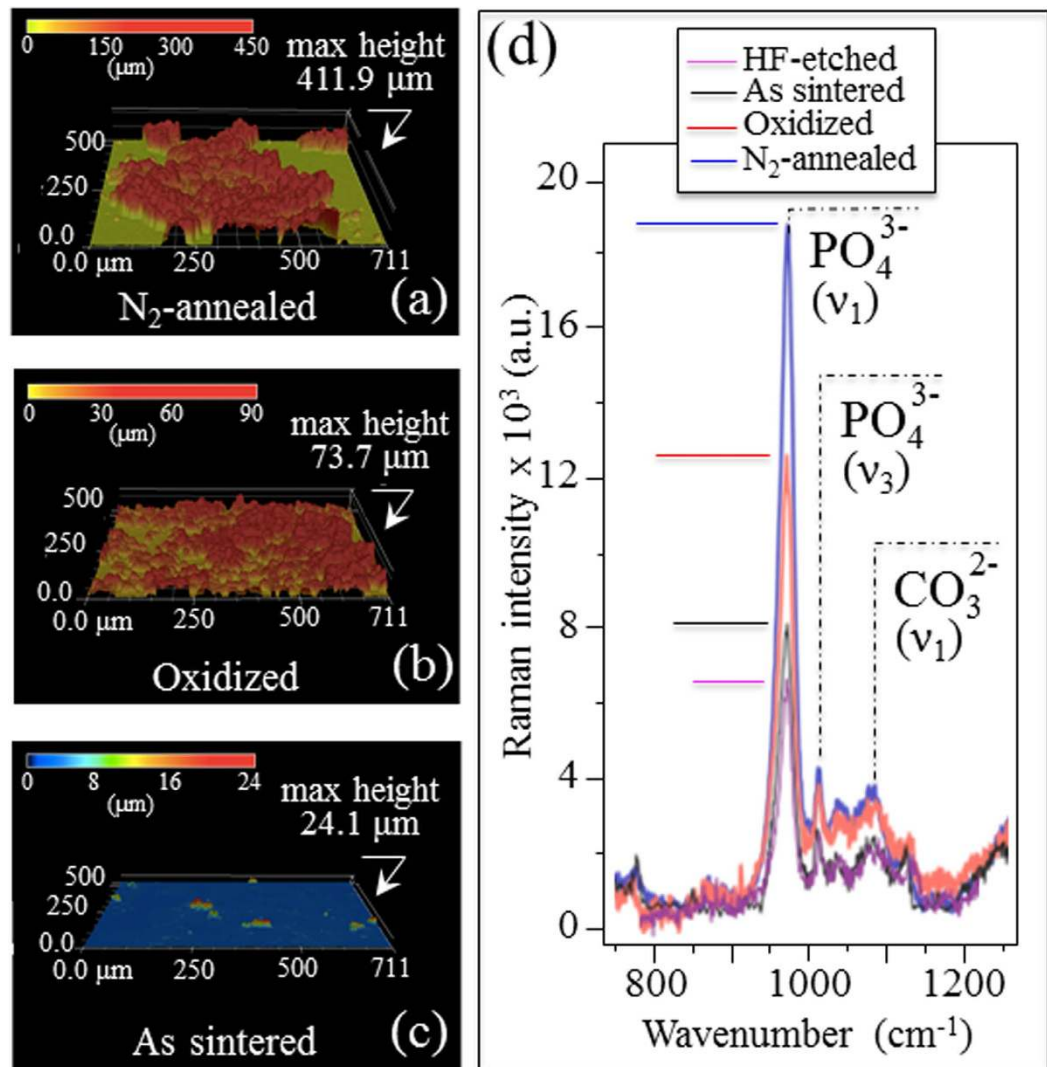 0 150 300 450
(μm)
max height
411.9 μm
500
250
0.0
0.0 μm 250 500 711
N₂-annealed (a)
0 30 60 90
(μm)
max height
73.7 μm
500
250
0.0
0.0 μm 250 500 711
Oxidized (b)
0 8 16 24
(μm)
max height
24.1 μm
500
250
0.0
0.0 μm 250 500 711
As sintered (c)
(d)
HF-etched
As sintered
Oxidized
N₂-annealed
20
16
12
8
4
0
Raman intensity x 10³ (a.u.)
PO₄³⁻
(ν₁)
PO₄³⁻
(ν₃)
CO₃²⁻
(ν₁)
800 1000 1200
Wavenumber (cm⁻¹)